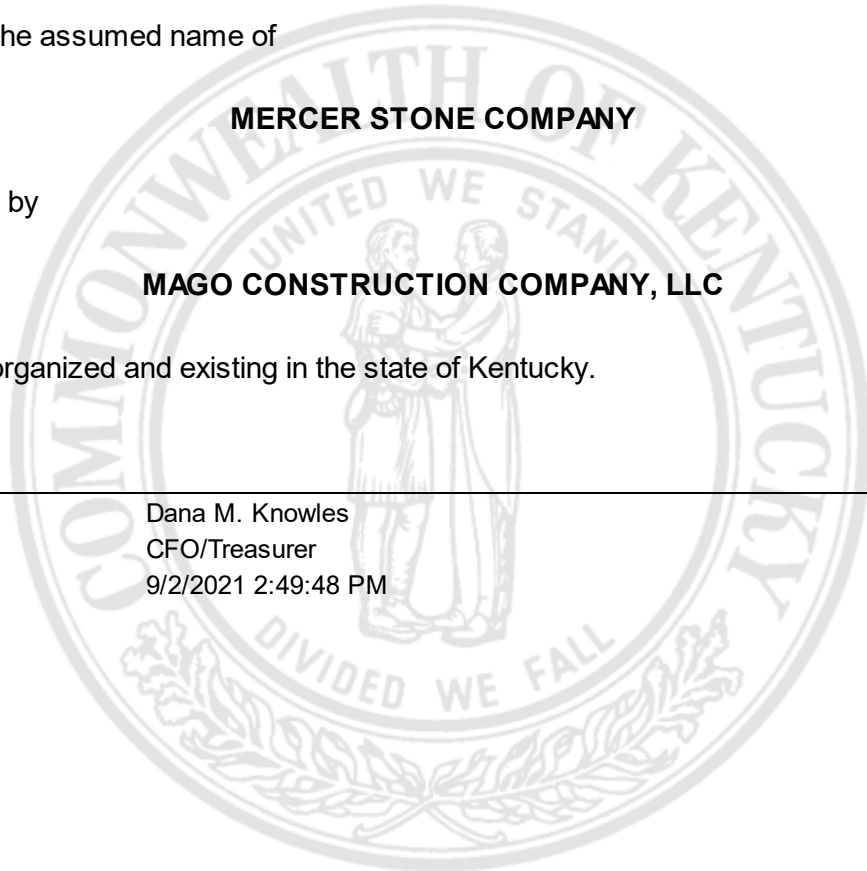 he assumed name of
MERCER STONE COMPANY
by
MAGO CONSTRUCTION COMPANY, LLC
organized and existing in the state of Kentucky.
Dana M. Knowles
CFO/Treasurer
9/2/2021 2:49:48 PM
COMMONWEALTH OF KENTUCKY
UNITED WE STAND
DIVIDED WE FALL